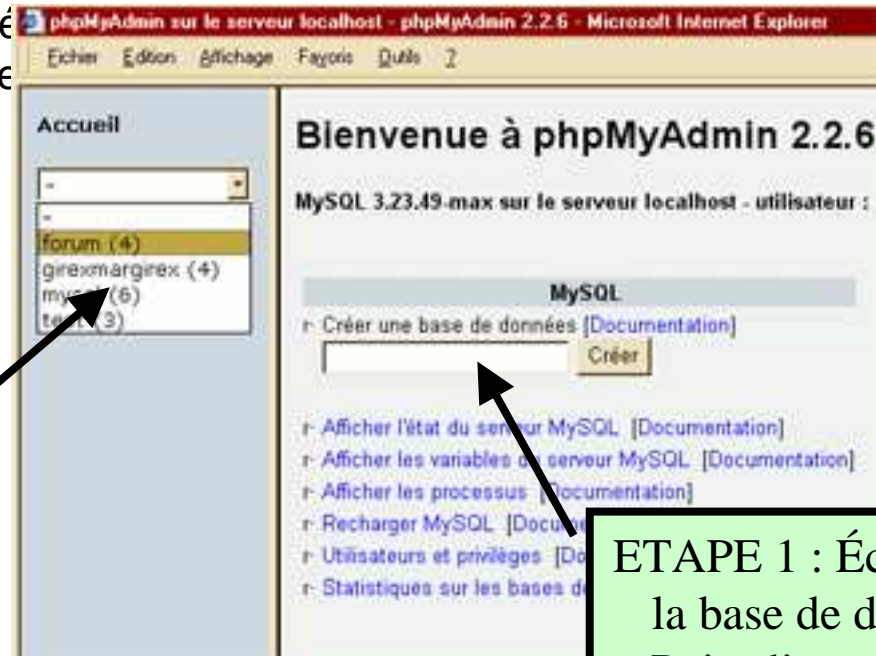 é
e
phpMyAdmin sur le serveur localhost - phpMyAdmin 2.2.6 - Microsoft Internet Explorer
Fichier Edition Affichage Favoris Outils ?
Accueil
-
-
forum (4)
girexmargirex (4)
(6)
(3)
Bienvenue à phpMyAdmin 2.2.6
MySQL 3.23.49-max sur le serveur localhost - utilisateur :
MySQL
Créer une base de données [Documentation]
Créer
Afficher l'état du serveur MySQL [Documentation]
Afficher les variables du serveur MySQL [Documentation]
Afficher les processus [Documentation]
Recharger MySQL [Docume
Utilisateurs et privilèges [Do
Statistiques sur les bases d
ETAPE 1 : Éc
la base de d